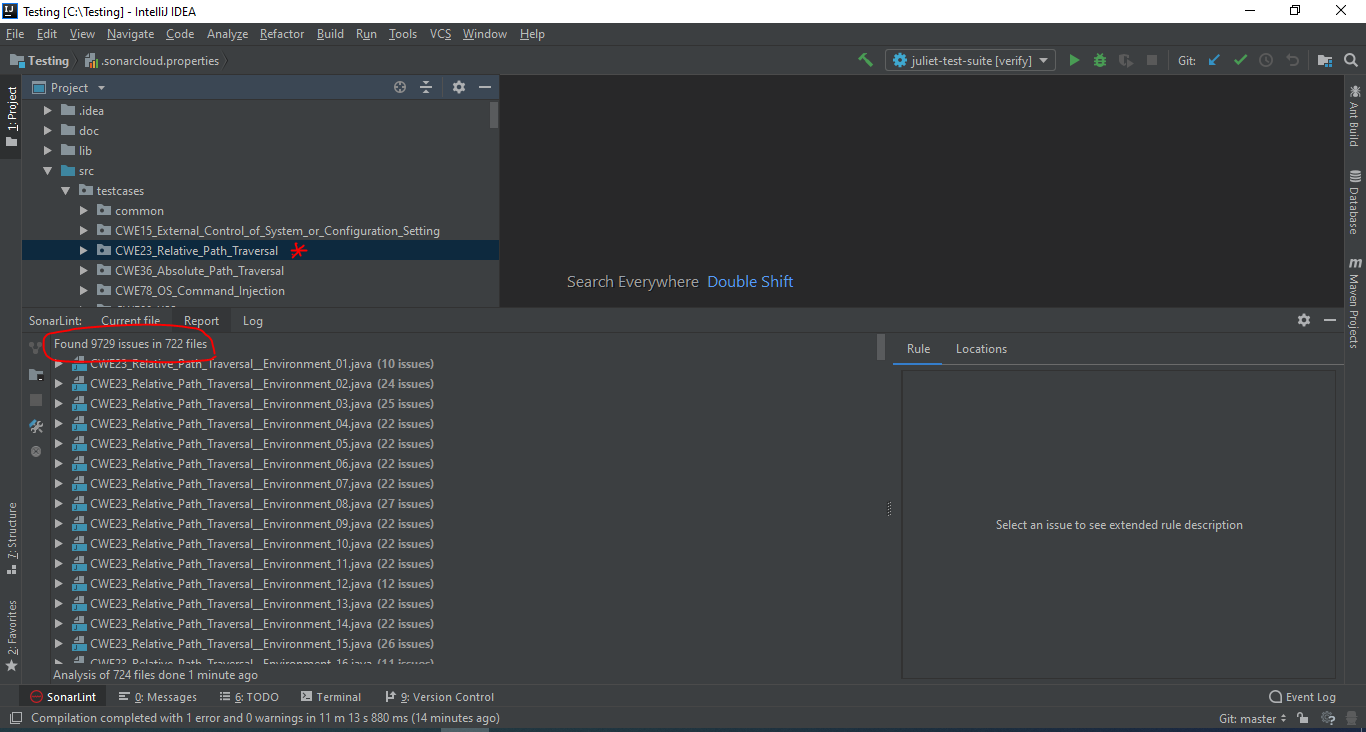 Testing [C:\Testing] - IntelliJ IDEA
File Edit View Navigate Code Analyze Refactor Build Run Tools VCS Window Help
Testing .sonarcloud.properties juliet-test-suite [verify] Git:
Project
1: Project
.idea
doc
lib
src
testcases
common
CWE15_External_Control_of_System_or_Configuration_Setting
CWE23_Relative_Path_Traversal
CWE36_Absolute_Path_Traversal
CWE78_OS_Command_Injection
Search Everywhere Double Shift
Ant Build
Database
Maven Projects
SonarLint: Current file Report Log
Found 9729 issues in 722 files
CWE23_Relative_Path_Traversal__Environment_01.java (10 issues)
CWE23_Relative_Path_Traversal__Environment_02.java (24 issues)
CWE23_Relative_Path_Traversal__Environment_03.java (25 issues)
CWE23_Relative_Path_Traversal__Environment_04.java (22 issues)
CWE23_Relative_Path_Traversal__Environment_05.java (22 issues)
CWE23_Relative_Path_Traversal__Environment_06.java (22 issues)
CWE23_Relative_Path_Traversal__Environment_07.java (22 issues)
CWE23_Relative_Path_Traversal__Environment_08.java (27 issues)
CWE23_Relative_Path_Traversal__Environment_09.java (22 issues)
CWE23_Relative_Path_Traversal__Environment_10.java (22 issues)
CWE23_Relative_Path_Traversal__Environment_11.java (22 issues)
CWE23_Relative_Path_Traversal__Environment_12.java (12 issues)
CWE23_Relative_Path_Traversal__Environment_13.java (22 issues)
CWE23_Relative_Path_Traversal__Environment_14.java (22 issues)
CWE23_Relative_Path_Traversal__Environment_15.java (26 issues)
CWE23_Relative_Path_Traversal__Environment_16.java (11 issues)
Analysis of 724 files done 1 minute ago
Rule Locations
Select an issue to see extended rule description
7: Structure
2: Favorites
SonarLint 0: Messages 6: TODO Terminal 9: Version Control Event Log
Compilation completed with 1 error and 0 warnings in 11 m 13 s 880 ms (14 minutes ago) Git: master